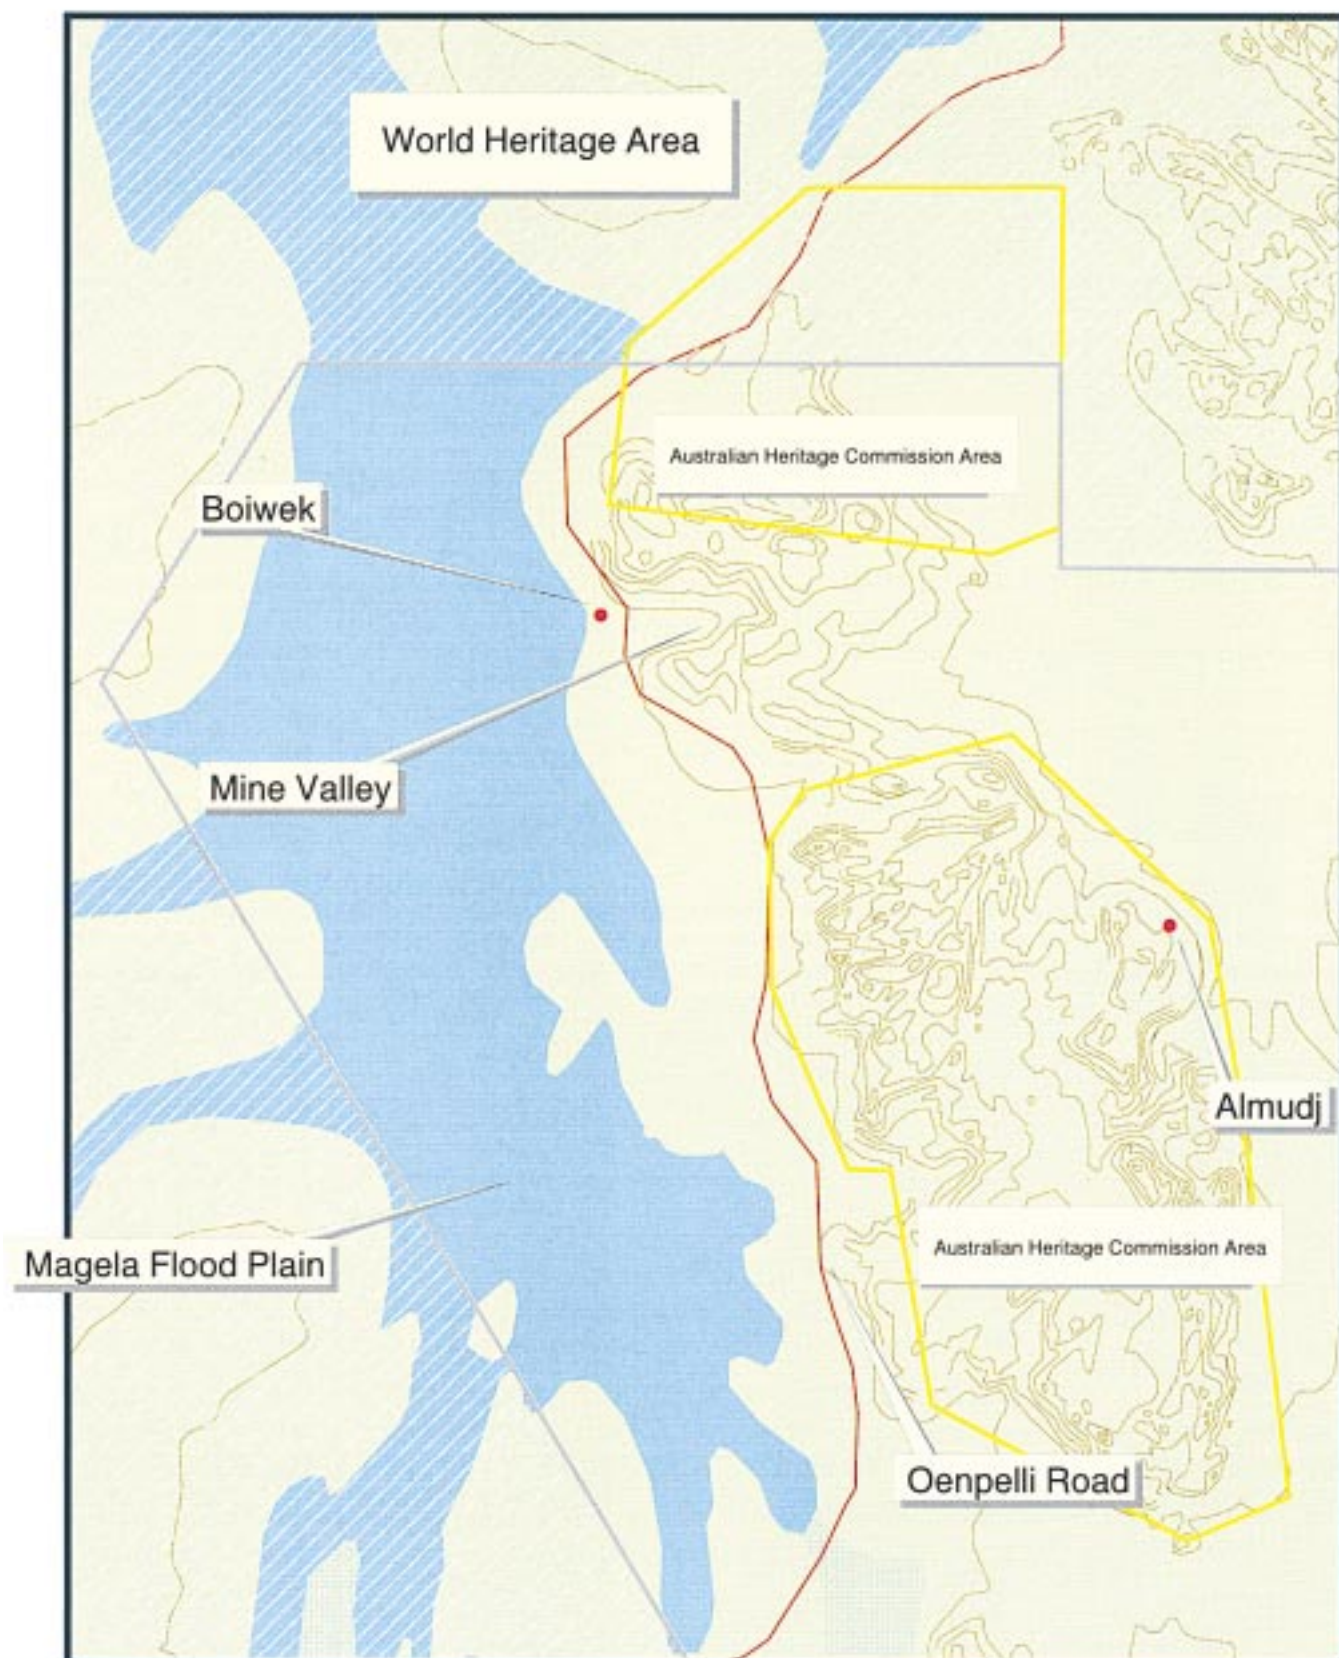 World Heritage Area
Australian Heritage Commission Area
Boiwek
Mine Valley
Almudj
Australian Heritage Commission Area
Magela Flood Plain
Oenpelli Road